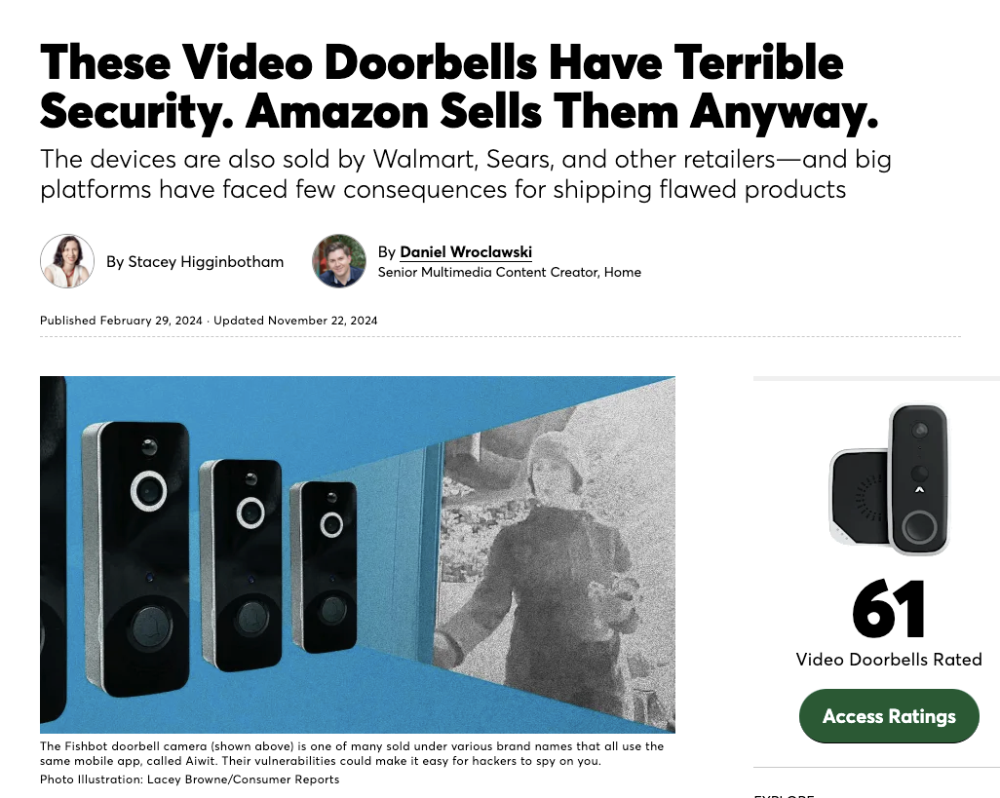 These Video Doorbells Have Terrible
Security. Amazon Sells Them Anyway.
The devices are also sold by Walmart, Sears, and other retailers—and big
platforms have faced few consequences for shipping flawed products
By Stacey Higginbotham
By Daniel Wroclawski
Senior Multimedia Content Creator, Home
Published February 29, 2024 · Updated November 22, 2024
The Fishbot doorbell camera (shown above) is one of many sold under various brand names that all use the
same mobile app, called Aiwit. Their vulnerabilities could make it easy for hackers to spy on you.
Photo Illustration: Lacey Browne/Consumer Reports
61
Video Doorbells Rated
Access Ratings
EXPLORE